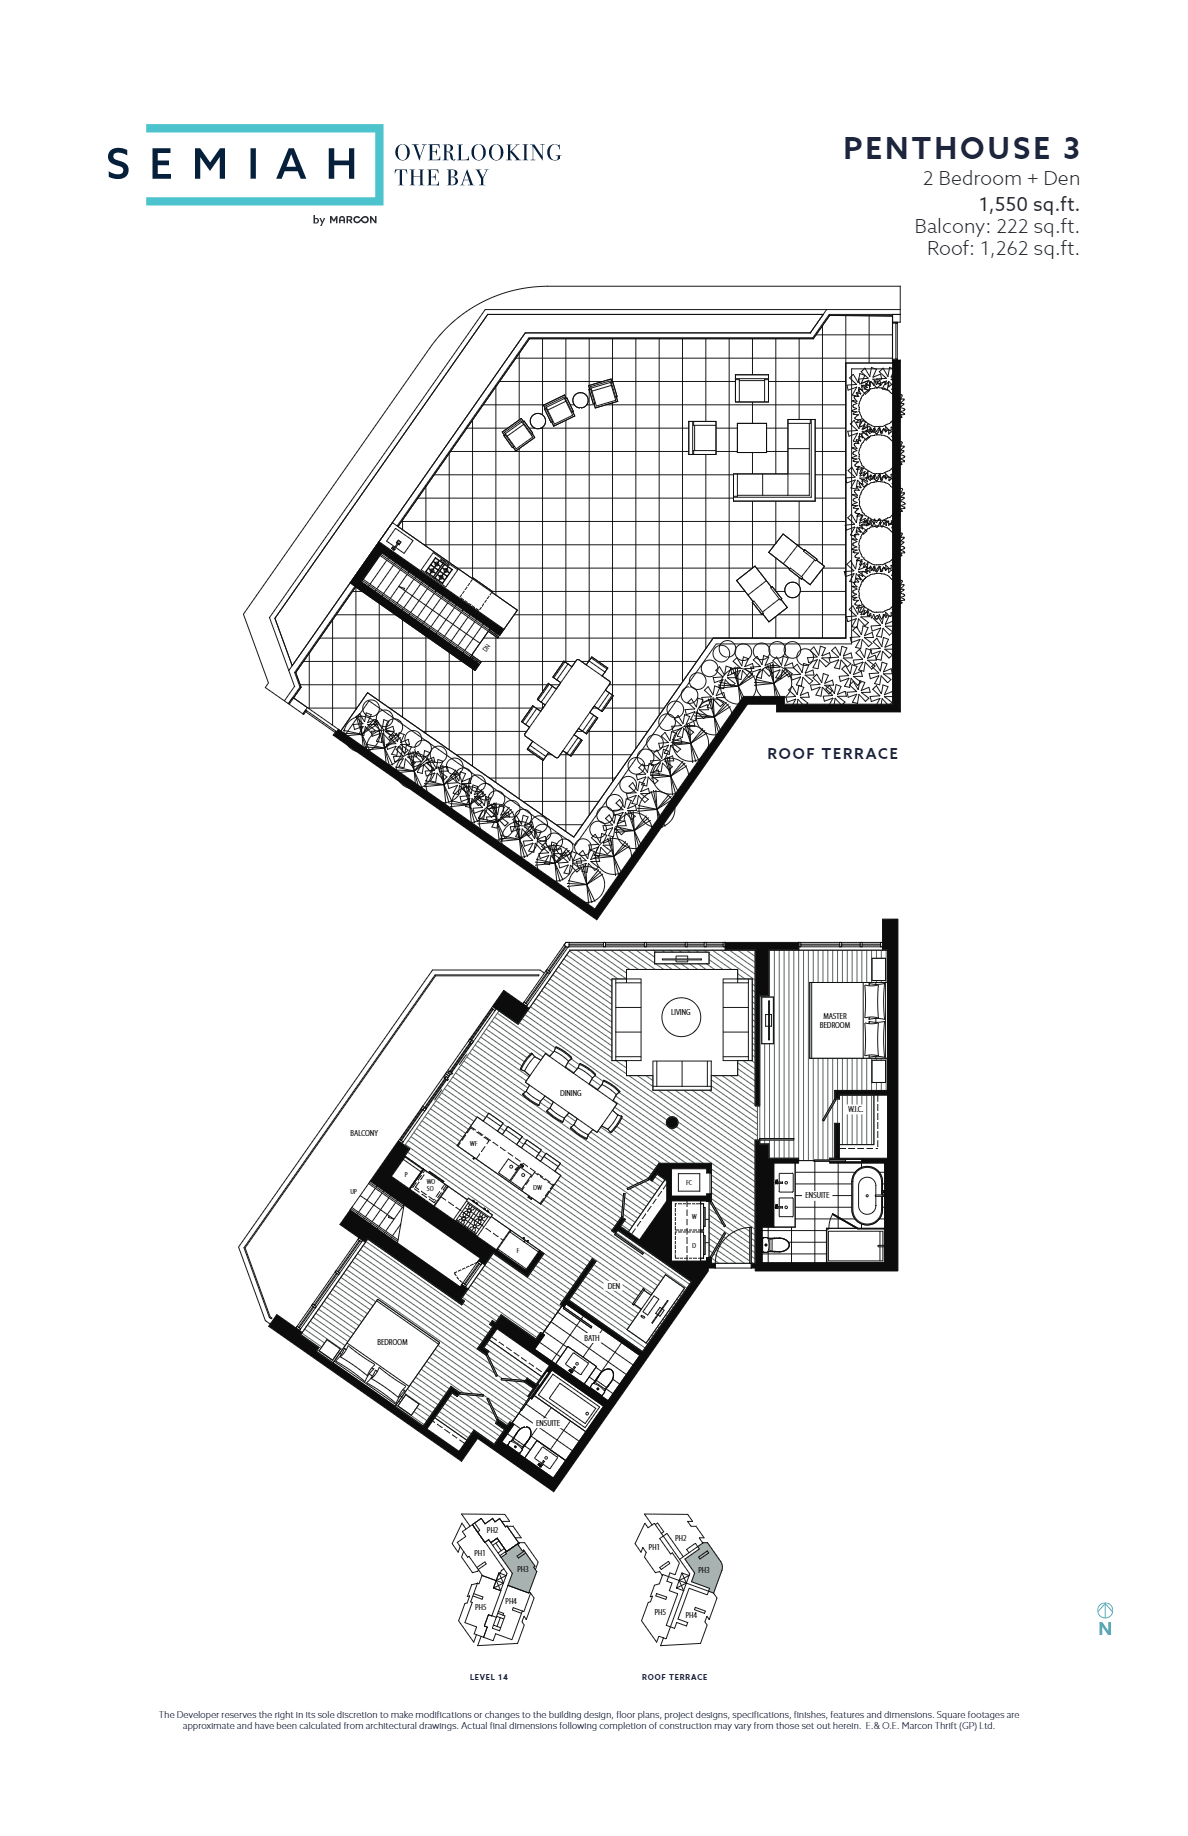 SEMIAH
OVERLOOKING
THE BAY
by MARCON
PENTHOUSE 3
2 Bedroom + Den
1,550 sq.ft.
Balcony: 222 sq.ft.
Roof: 1,262 sq.ft.
DN
ROOF TERRACE
LIVING
MASTER
BEDROOM
DINING
W.I.C.
BALCONY
WF
P
WO
SO
DW
FC
UP
ENSUITE
W
F
D
DEN
BEDROOM
BATH
ENSUITE
PH2
PH1
PH3
PH5
PH4
LEVEL 14
PH2
PH1
PH3
PH5
PH4
ROOF TERRACE
N
The Developer reserves the right in its sole discretion to make modifications or changes to the building design, floor plans, project designs, specifications, finishes, features and dimensions. Square footages are
approximate and have been calculated from architectural drawings. Actual final dimensions following completion of construction may vary from those set out herein. E.& O.E. Marcon Thrift (GP) Ltd.